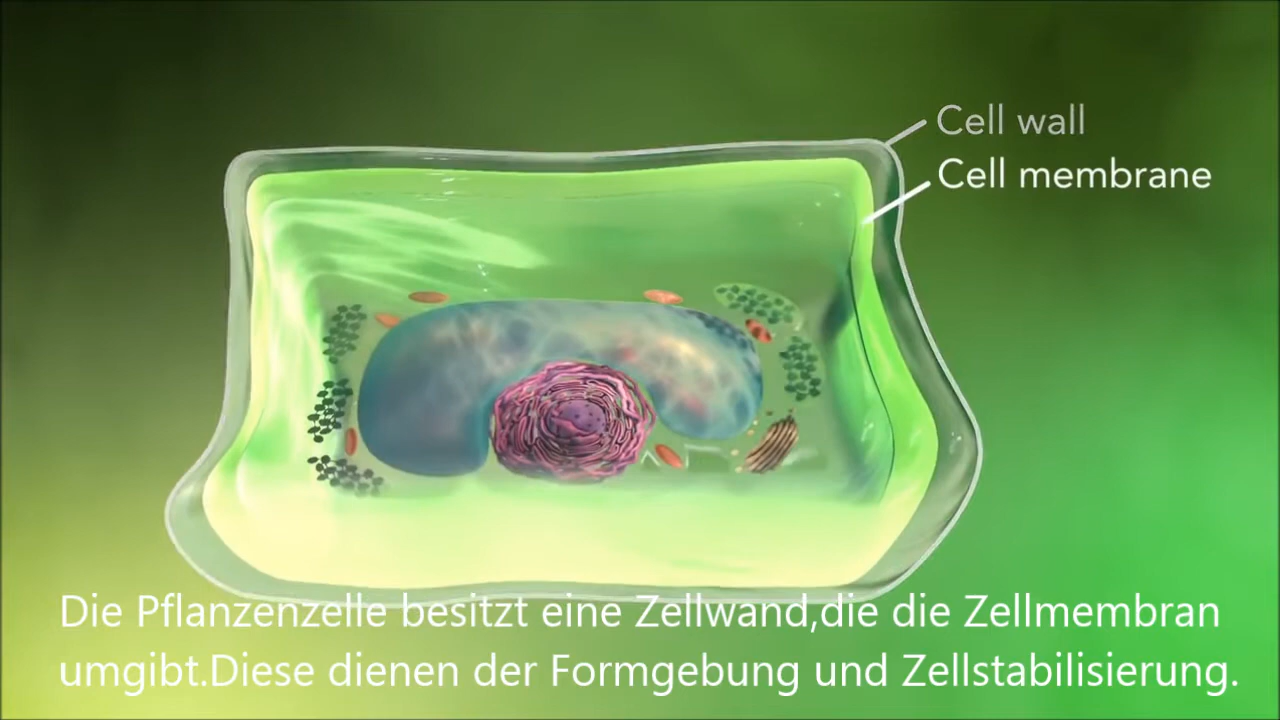 Cell wall
Cell membrane
Die Pflanzenzelle besitzt eine Zellwand,die die Zellmembran
umgibt.Diese dienen der Formgebung und Zellstabilisierung.